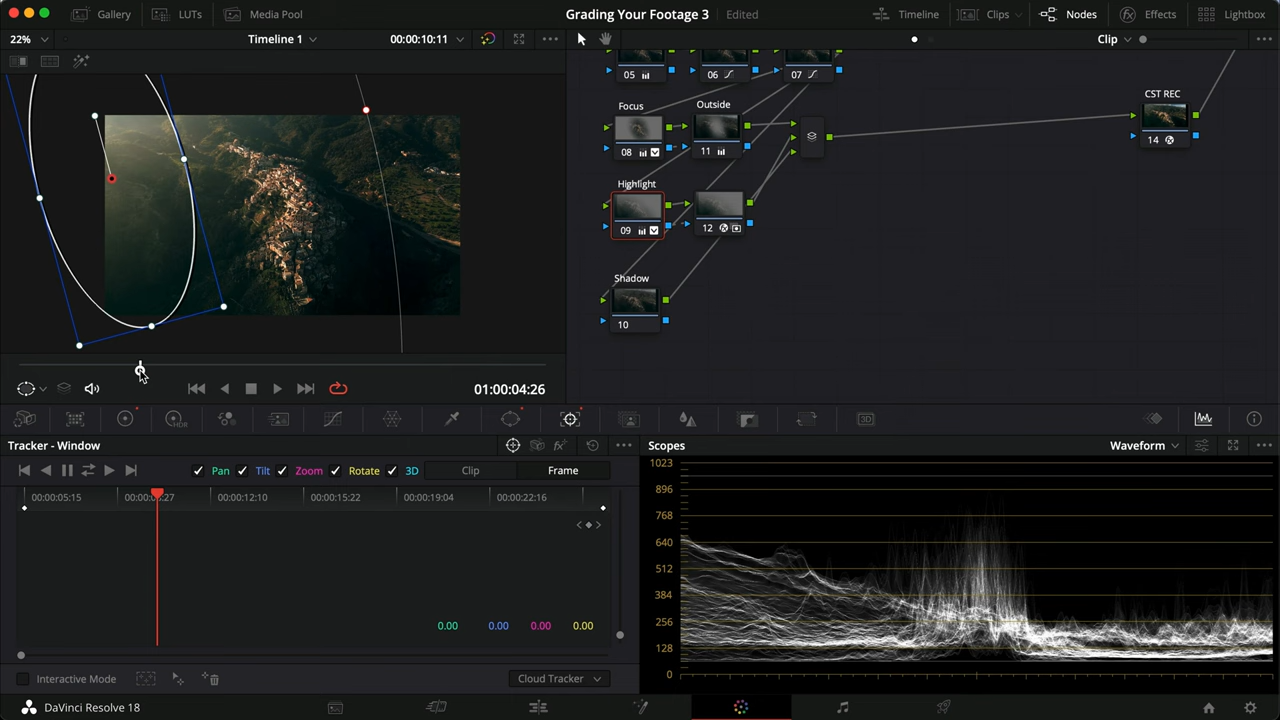 Gallery LUTs Media Pool Grading Your Footage 3 Edited Timeline Clips Nodes Effects Lightbox
22% Timeline 1 00:00:10:11 Clip
05 06 07
CST REC
14
Focus Outside
08 11
Highlight
09 12
Shadow
10
01:00:04:26
HDR 3D
Tracker - Window fx
Pan Tilt Zoom Rotate 3D Clip Frame
00:00:05:15 00:00:12:10 00:00:15:22 00:00:19:04 00:00:22:16
0.00 0.00 0.00 0.00
Interactive Mode Cloud Tracker
Scopes Waveform
1023
896
768
640
512
384
256
128
0
DaVinci Resolve 18